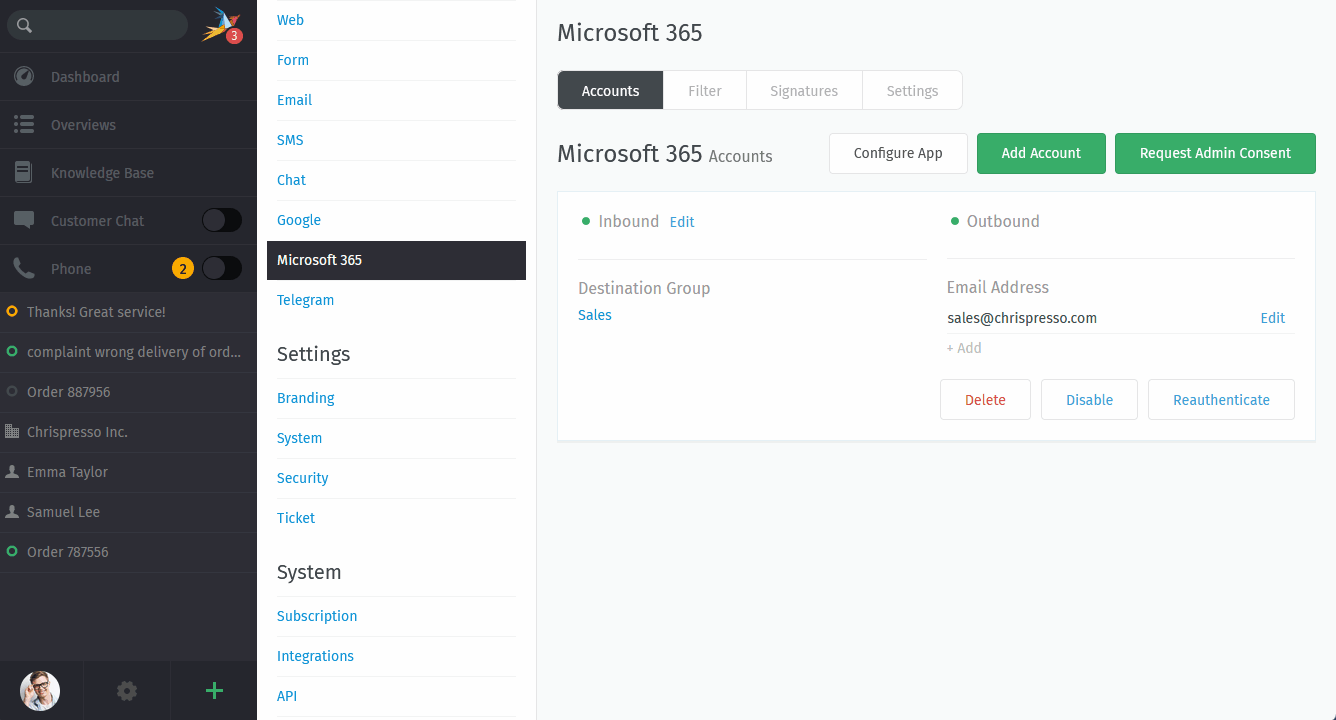 3
Dashboard
Overviews
Knowledge Base
Customer Chat
Phone 2
Thanks! Great service!
complaint wrong delivery of ord...
Order 887956
Chrispresso Inc.
Emma Taylor
Samuel Lee
Order 787556
Web
Form
Email
SMS
Chat
Google
Microsoft 365
Telegram
Settings
Branding
System
Security
Ticket
System
Subscription
Integrations
API
Microsoft 365
Accounts Filter Signatures Settings
Microsoft 365 Accounts Configure App Add Account Request Admin Consent
Inbound Edit
Destination Group
Sales
Outbound
Email Address
sales@chrispresso.com Edit
+ Add
Delete Disable Reauthenticate